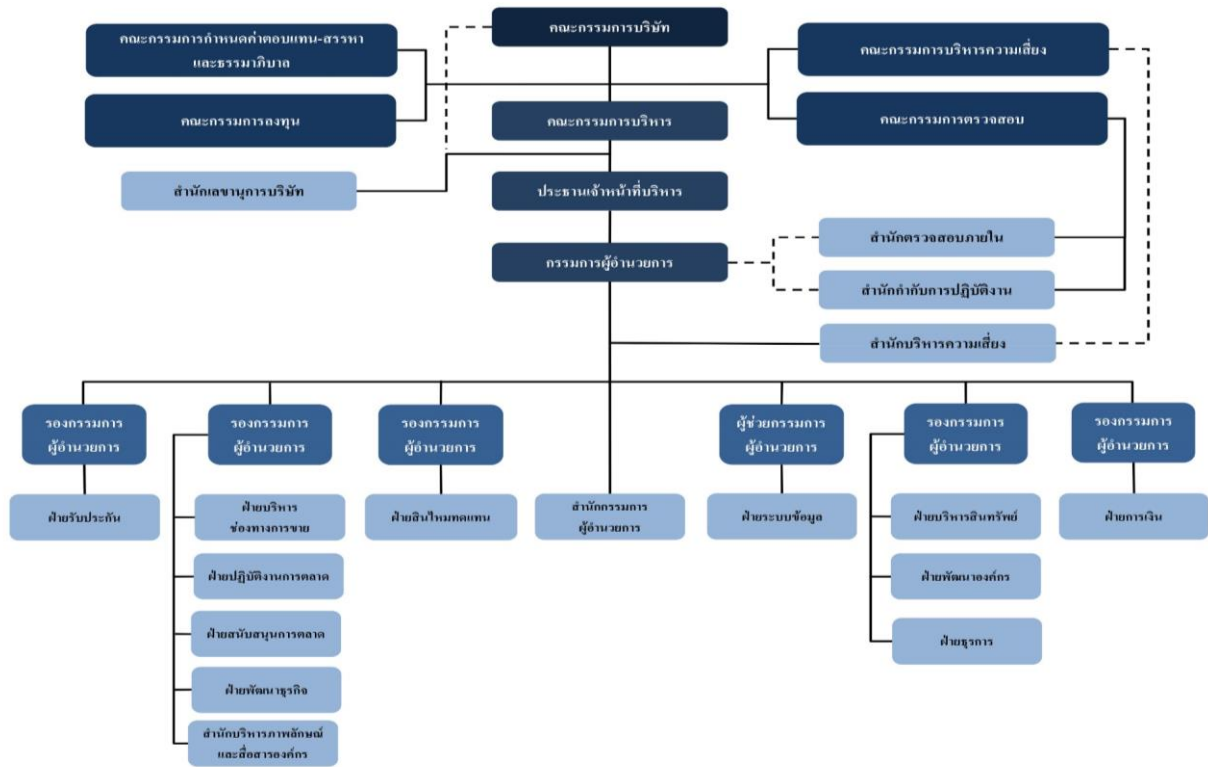 คณะกรรมการบริษัท
คณะกรรมการกำหนดค่าตอบแทน-สรรหา
และธรรมาภิบาล
คณะกรรมการบริหารความเสี่ยง
คณะกรรมการลงทุน
คณะกรรมการบริหาร
คณะกรรมการตรวจสอบ
สำนักเลขานุการบริษัท
ประธานเจ้าหน้าที่บริหาร
สำนักตรวจสอบภายใน
กรรมการผู้อำนวยการ
สำนักกำกับการปฏิบัติงาน
สำนักบริหารความเสี่ยง
รองกรรมการ
ผู้อำนวยการ
รองกรรมการ
ผู้อำนวยการ
รองกรรมการ
ผู้อำนวยการ
ผู้ช่วยกรรมการ
ผู้อำนวยการ
รองกรรมการ
ผู้อำนวยการ
รองกรรมการ
ผู้อำนวยการ
ฝ่ายรับประกัน
ฝ่ายบริหาร
ช่องทางการขาย
ฝ่ายสินไหมทดแทน
สำนักกรรมการ
ผู้อำนวยการ
ฝ่ายระบบข้อมูล
ฝ่ายบริหารสินทรัพย์
ฝ่ายการเงิน
ฝ่ายปฏิบัติงานการตลาด
ฝ่ายพัฒนาองค์กร
ฝ่ายสนับสนุนการตลาด
ฝ่ายธุรการ
ฝ่ายพัฒนาธุรกิจ
สำนักบริหารภาพลักษณ์
และสื่อสารองค์กร